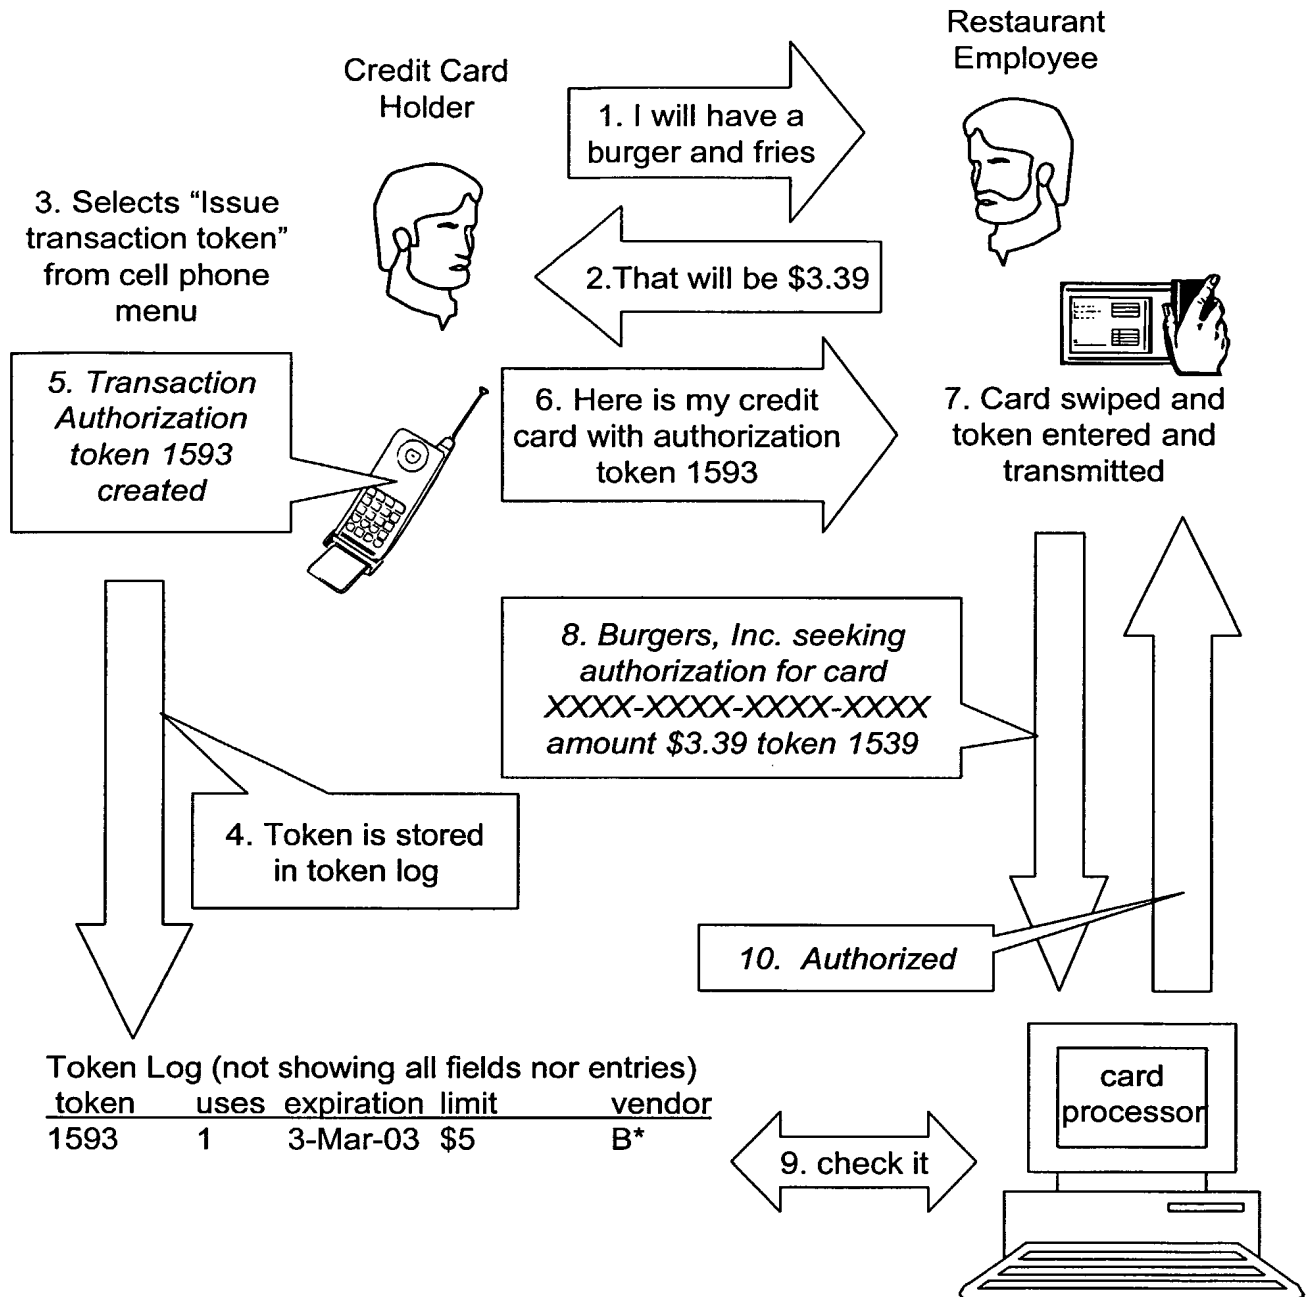 Restaurant
Employee
Credit Card
Holder
1. I will have a
burger and fries
3. Selects “Issue
transaction token”
from cell phone
menu
2.That will be $3.39
5. Transaction
Authorization
token 1593
created
6. Here is my credit
card with authorization
token 1593
7. Card swiped and
token entered and
transmitted
8. Burgers, Inc. seeking
authorization for card
XXXX-XXXX-XXXX-XXXX
amount $3.39 token 1539
4. Token is stored
in token log
10. Authorized
Token Log (not showing all fields nor entries)
token uses expiration limit vendor
1593 1 3-Mar-03 $5 B*
9. check it
card
processor